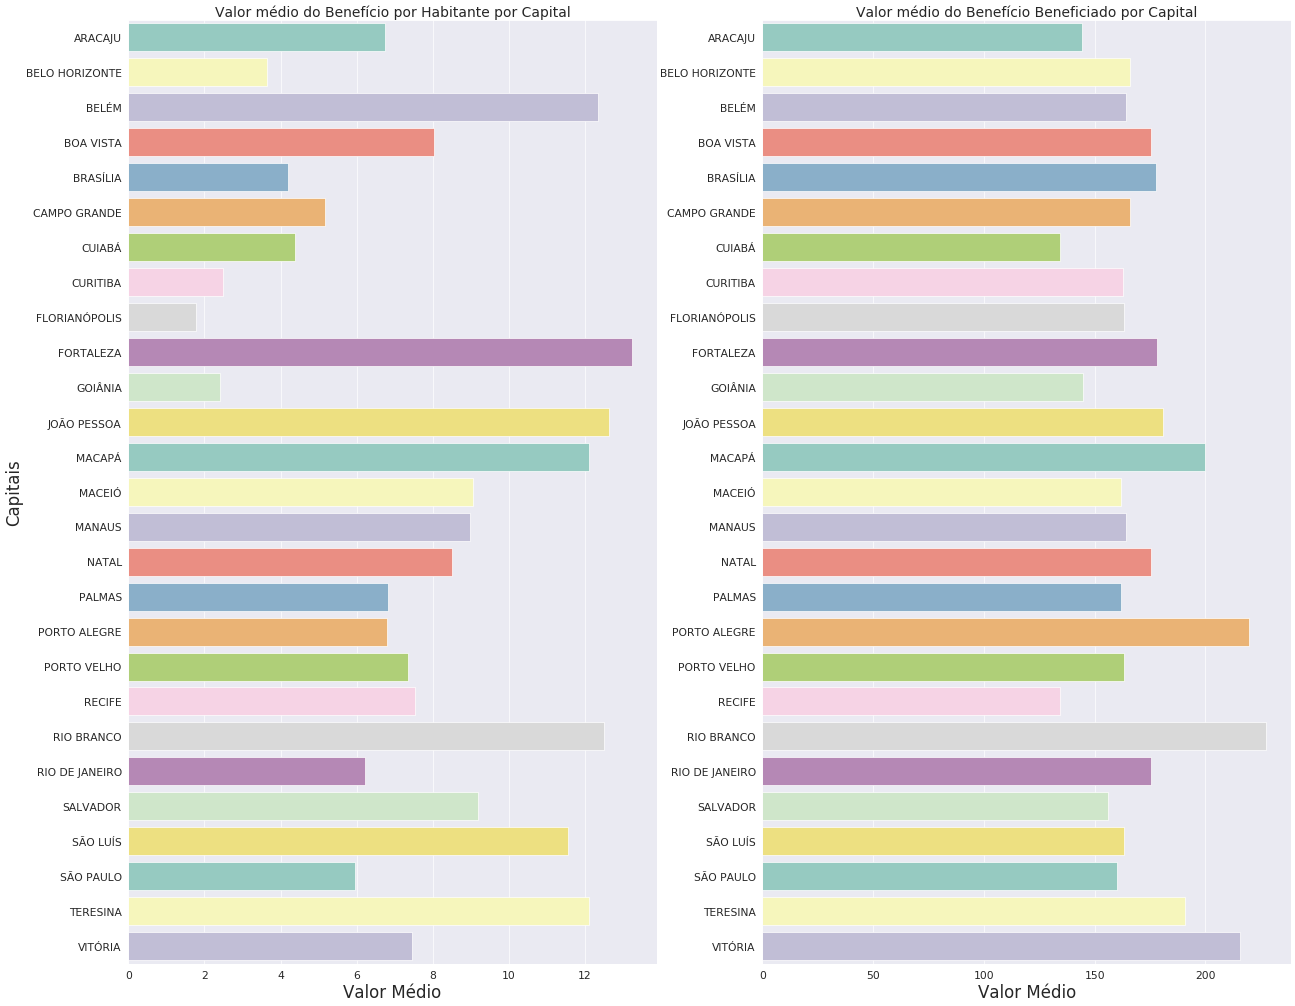 Valor médio do Benefício por Habitante por Capital
ARACAJU
BELO HORIZONTE
BELÉM
BOA VISTA
BRASÍLIA
CAMPO GRANDE
CUIABÁ
CURITIBA
FLORIANÓPOLIS
FORTALEZA
GOIÂNIA
JOÃO PESSOA
MACAPÁ
MACEIÓ
MANAUS
NATAL
PALMAS
PORTO ALEGRE
PORTO VELHO
RECIFE
RIO BRANCO
RIO DE JANEIRO
SALVADOR
SÃO LUÍS
SÃO PAULO
TERESINA
VITÓRIA
Capitais
0 2 4 6 8 10 12
Valor Médio
Valor médio do Benefício Beneficiado por Capital
ARACAJU
BELO HORIZONTE
BELÉM
BOA VISTA
BRASÍLIA
CAMPO GRANDE
CUIABÁ
CURITIBA
FLORIANÓPOLIS
FORTALEZA
GOIÂNIA
JOÃO PESSOA
MACAPÁ
MACEIÓ
MANAUS
NATAL
PALMAS
PORTO ALEGRE
PORTO VELHO
RECIFE
RIO BRANCO
RIO DE JANEIRO
SALVADOR
SÃO LUÍS
SÃO PAULO
TERESINA
VITÓRIA
0 50 100 150 200
Valor Médio